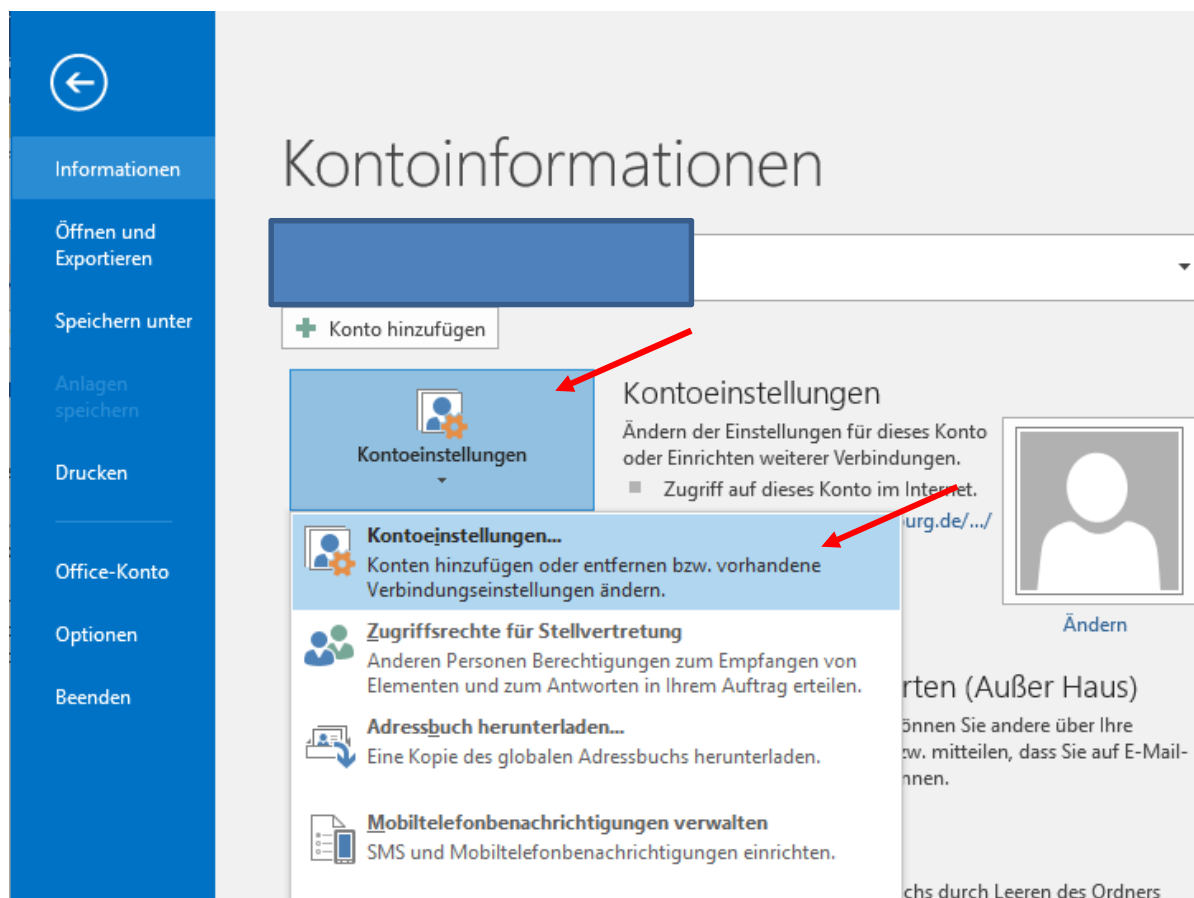 Informationen
Öffnen und
Exportieren
Speichern unter
Anlagen
speichern
Drucken
Office-Konto
Optionen
Beenden
Kontoinformationen
Konto hinzufügen
Kontoeinstellungen
Kontoeinstellungen
Ändern der Einstellungen für dieses Konto
oder Einrichten weiterer Verbindungen.
Zugriff auf dieses Konto im Internet.
urg.de/.../
Ändern
Kontoeinstellungen...
Konten hinzufügen oder entfernen bzw. vorhandene
Verbindungseinstellungen ändern.
Zugriffsrechte für Stellvertretung
Anderen Personen Berechtigungen zum Empfangen von
Elementen und zum Antworten in Ihrem Auftrag erteilen.
Adressbuch herunterladen...
Eine Kopie des globalen Adressbuchs herunterladen.
Mobiltelefonbenachrichtigungen verwalten
SMS und Mobiltelefonbenachrichtigungen einrichten.
rten (Außer Haus)
önnen Sie andere über Ihre
zw. mitteilen, dass Sie auf E-Mail-
nnen.
chs durch Leeren des Ordners